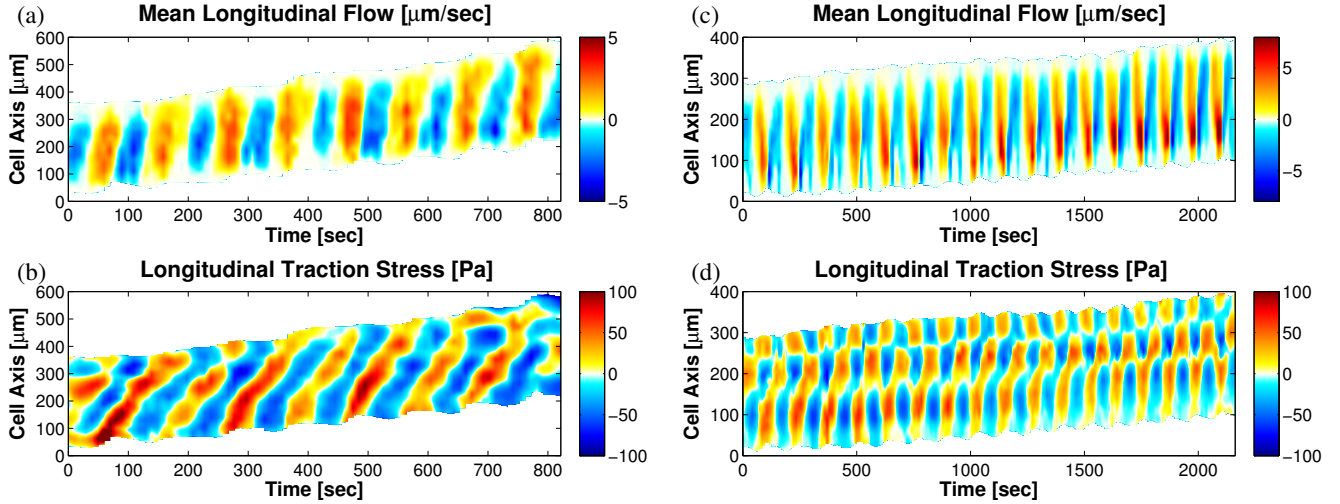 (a) Mean Longitudinal Flow [μm/sec]
Cell Axis [μm]
600
500
400
300
200
100
0
0 100 200 300 400 500 600 700 800
Time [sec]
5
0
−5
(b) Longitudinal Traction Stress [Pa]
Cell Axis [μm]
600
500
400
300
200
100
0
0 100 200 300 400 500 600 700 800
Time [sec]
100
50
0
−50
−100
(c) Mean Longitudinal Flow [μm/sec]
Cell Axis [μm]
400
300
200
100
0
0 500 1000 1500 2000
Time [sec]
5
0
−5
(d) Longitudinal Traction Stress [Pa]
Cell Axis [μm]
400
300
200
100
0
0 500 1000 1500 2000
Time [sec]
100
50
0
−50
−100